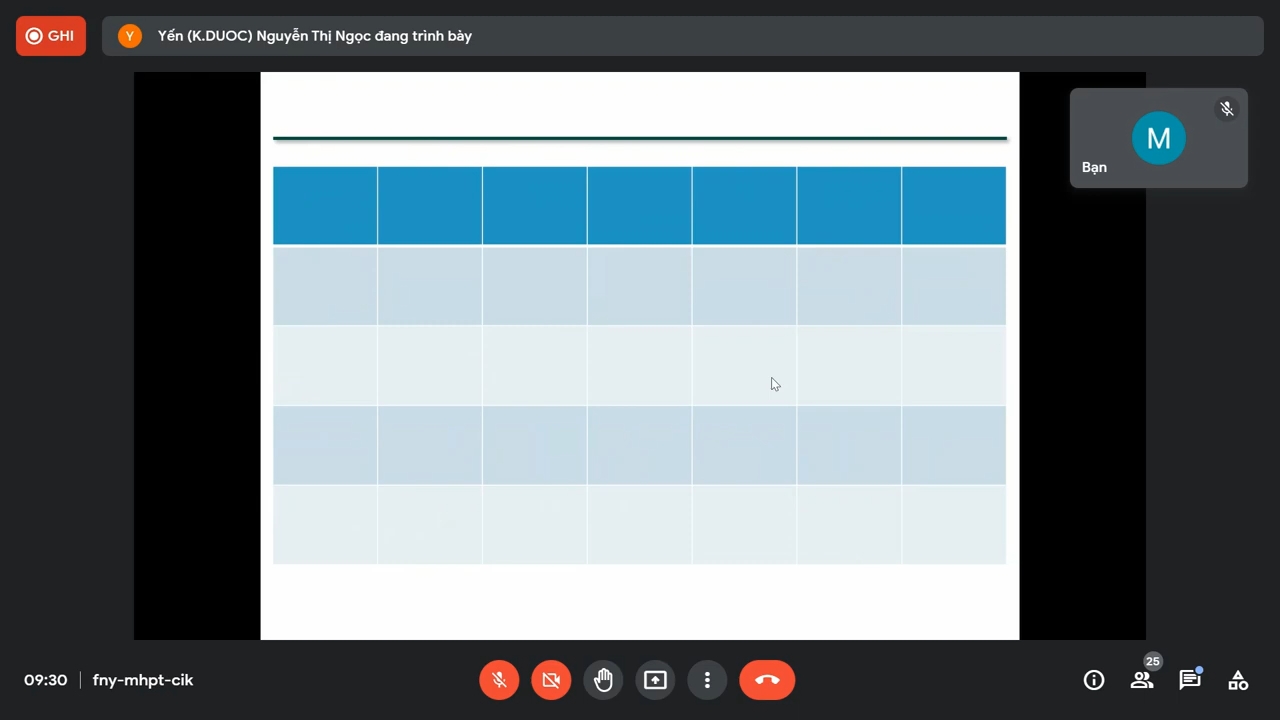 GHI
Y
Yến (K.DUOC) Nguyễn Thị Ngọc đang trình bày
M
Bạn
09:30
fny-mhpt-cik
25